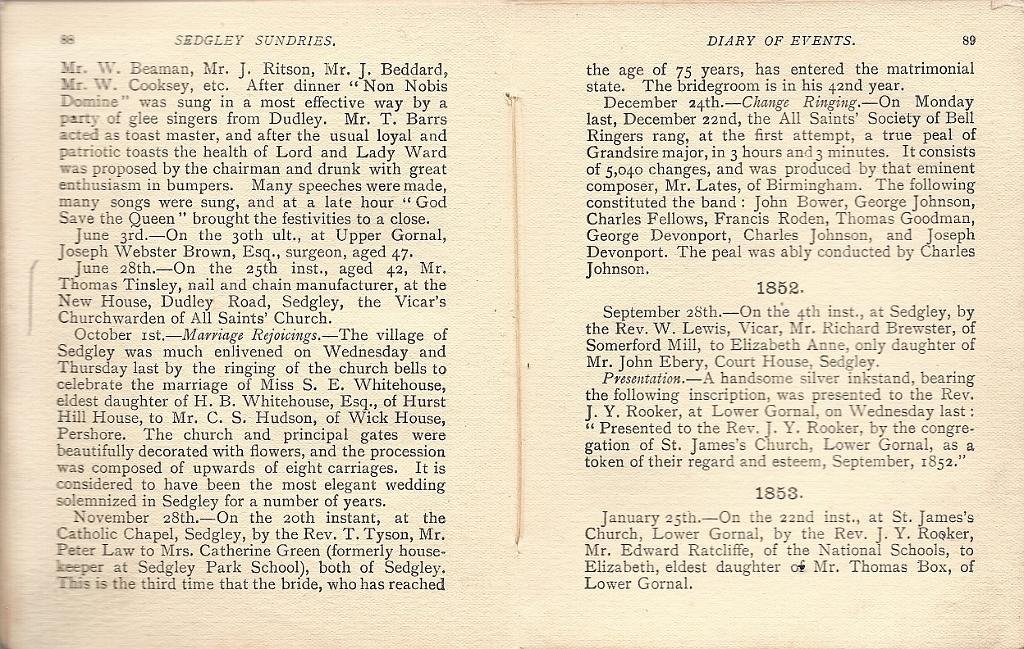 88 SEDGLEY SUNDRIES.
Mr. W. Beaman, Mr. J. Ritson, Mr. J. Beddard,
Mr. W. Cooksey, etc. After dinner “Non Nobis
Domine” was sung in a most effective way by a
party of glee singers from Dudley. Mr. T. Barrs
acted as toast master, and after the usual loyal and
patriotic toasts the health of Lord and Lady Ward
was proposed by the chairman and drunk with great
enthusiasm in bumpers. Many speeches were made,
many songs were sung, and at a late hour “God
Save the Queen” brought the festivities to a close.
June 3rd.—On the 30th ult., at Upper Gornal,
Joseph Webster Brown, Esq., surgeon, aged 47.
June 28th.—On the 25th inst., aged 42, Mr.
Thomas Tinsley, nail and chain manufacturer, at the
New House, Dudley Road, Sedgley, the Vicar's
Churchwarden of All Saints' Church.
October 1st.—Marriage Rejoicings.—The village of
Sedgley was much enlivened on Wednesday and
Thursday last by the ringing of the church bells to
celebrate the marriage of Miss S. E. Whitehouse,
eldest daughter of H. B. Whitehouse, Esq., of Hurst
Hill House, to Mr. C. S. Hudson, of Wick House,
Pershore. The church and principal gates were
beautifully decorated with flowers, and the procession
was composed of upwards of eight carriages. It is
considered to have been the most elegant wedding
solemnized in Sedgley for a number of years.
November 28th.—On the 20th instant, at the
Catholic Chapel, Sedgley, by the Rev. T. Tyson, Mr.
Peter Law to Mrs. Catherine Green (formerly house-
keeper at Sedgley Park School), both of Sedgley.
This is the third time that the bride, who has reached
DIARY OF EVENTS. 89
the age of 75 years, has entered the matrimonial
state. The bridegroom is in his 42nd year.
December 24th.—Change Ringing.—On Monday
last, December 22nd, the All Saints' Society of Bell
Ringers rang, at the first attempt, a true peal of
Grandsire major, in 3 hours and 3 minutes. It consists
of 5,040 changes, and was produced by that eminent
composer, Mr. Lates, of Birmingham. The following
constituted the band: John Bower, George Johnson,
Charles Fellows, Francis Roden, Thomas Goodman,
George Devonport, Charles Johnson, and Joseph
Devonport. The peal was ably conducted by Charles
Johnson.
1852.
September 28th.—On the 4th inst., at Sedgley, by
the Rev. W. Lewis, Vicar, Mr. Richard Brewster, of
Somerford Mill, to Elizabeth Anne, only daughter of
Mr. John Ebery, Court House, Sedgley.
Presentation.—A handsome silver inkstand, bearing
the following inscription, was presented to the Rev.
J. Y. Rooker, at Lower Gornal, on Wednesday last:
“Presented to the Rev. J. Y. Rooker, by the congre-
gation of St. James's Church, Lower Gornal, as a
token of their regard and esteem, September, 1852.”
1853.
January 25th.—On the 22nd inst., at St. James's
Church, Lower Gornal, by the Rev. J. Y. Rooker,
Mr. Edward Ratcliffe, of the National Schools, to
Elizabeth, eldest daughter of Mr. Thomas Box, of
Lower Gornal.